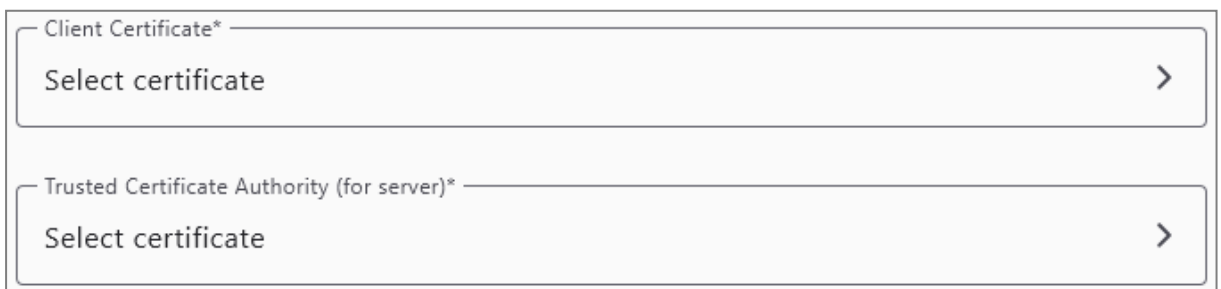 Client Certificate*
Select certificate
Trusted Certificate Authority (for server)*
Select certificate